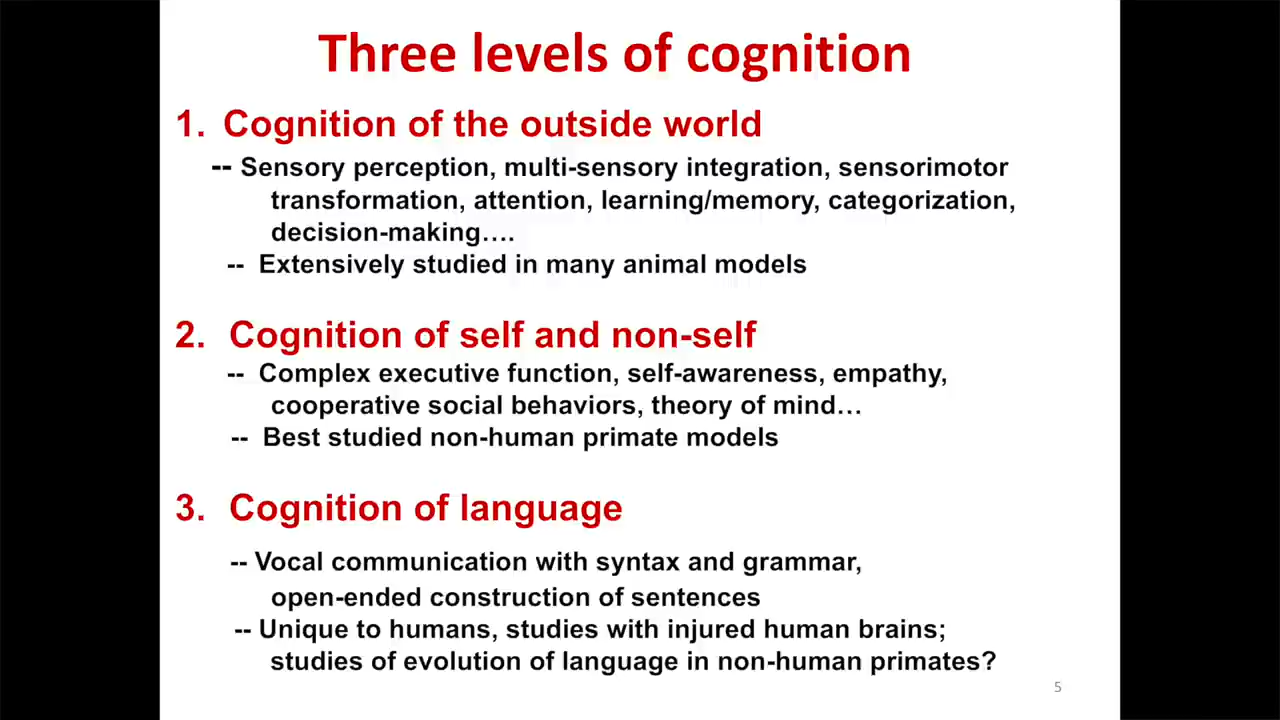 Three levels of cognition
1. Cognition of the outside world
-- Sensory perception, multi-sensory integration, sensorimotor
transformation, attention, learning/memory, categorization,
decision-making….
-- Extensively studied in many animal models
2. Cognition of self and non-self
-- Complex executive function, self-awareness, empathy,
cooperative social behaviors, theory of mind…
-- Best studied non-human primate models
3. Cognition of language
-- Vocal communication with syntax and grammar,
open-ended construction of sentences
-- Unique to humans, studies with injured human brains;
studies of evolution of language in non-human primates?
5